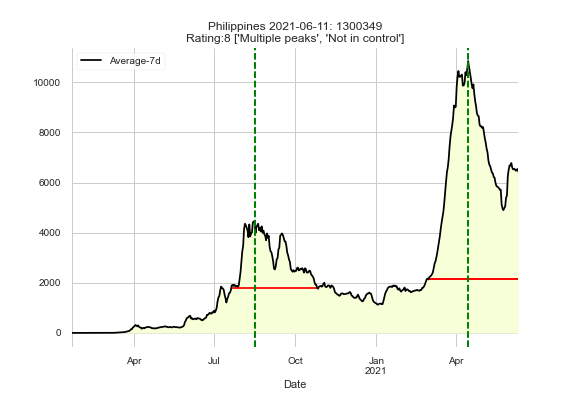 Philippines 2021-06-11: 1300349
Rating:8 ['Multiple peaks', 'Not in control']
Average-7d
10000
8000
6000
4000
2000
0
Apr
Jul
Oct
Jan
2021
Apr
Date